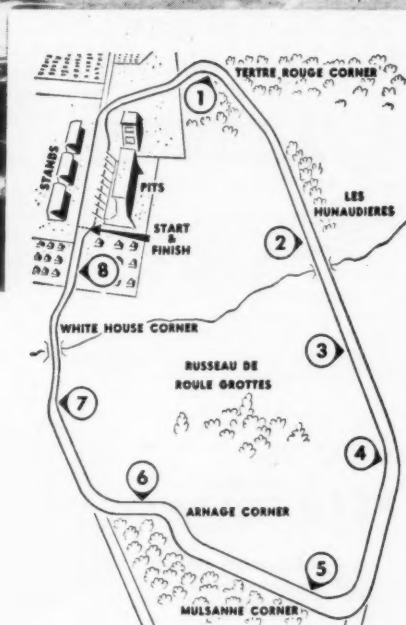 TERTRE ROUGE CORNER
1
STANDS
PITS
LES
HUNAUDIERES
START
&
FINISH
2
8
WHITE HOUSE CORNER
3
RUSSEAU DE
ROULE GROTTES
7
4
6
ARNAGE CORNER
5
MULSANNE CORNER